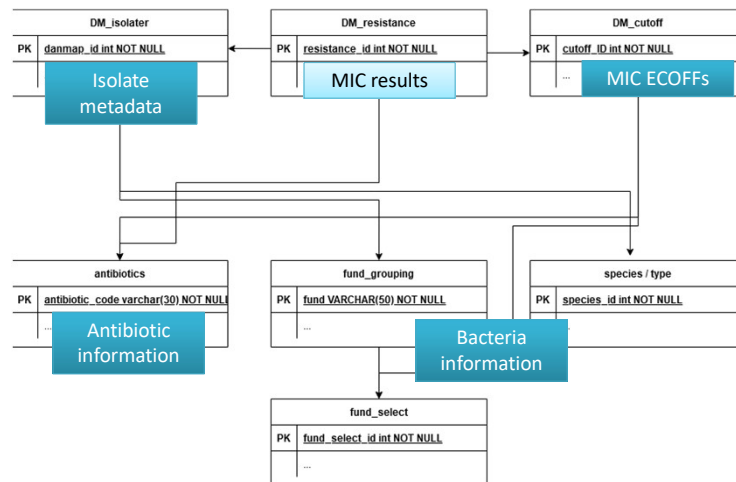 DM_isolater
PK danmap_id int NOT NULL
Isolate
metadata
DM_resistance
PK resistance_id int NOT NULL
MIC results
DM_cutoff
PK cutoff_ID int NOT NULL
...
MIC ECOFFs
antibiotics
PK antibiotic_code varchar(30) NOT NULL
...
Antibiotic
information
fund_grouping
PK fund VARCHAR(50) NOT NULL
...
Bacteria
information
species / type
PK species_id int NOT NULL
...
fund_select
PK fund_select_id int NOT NULL
...